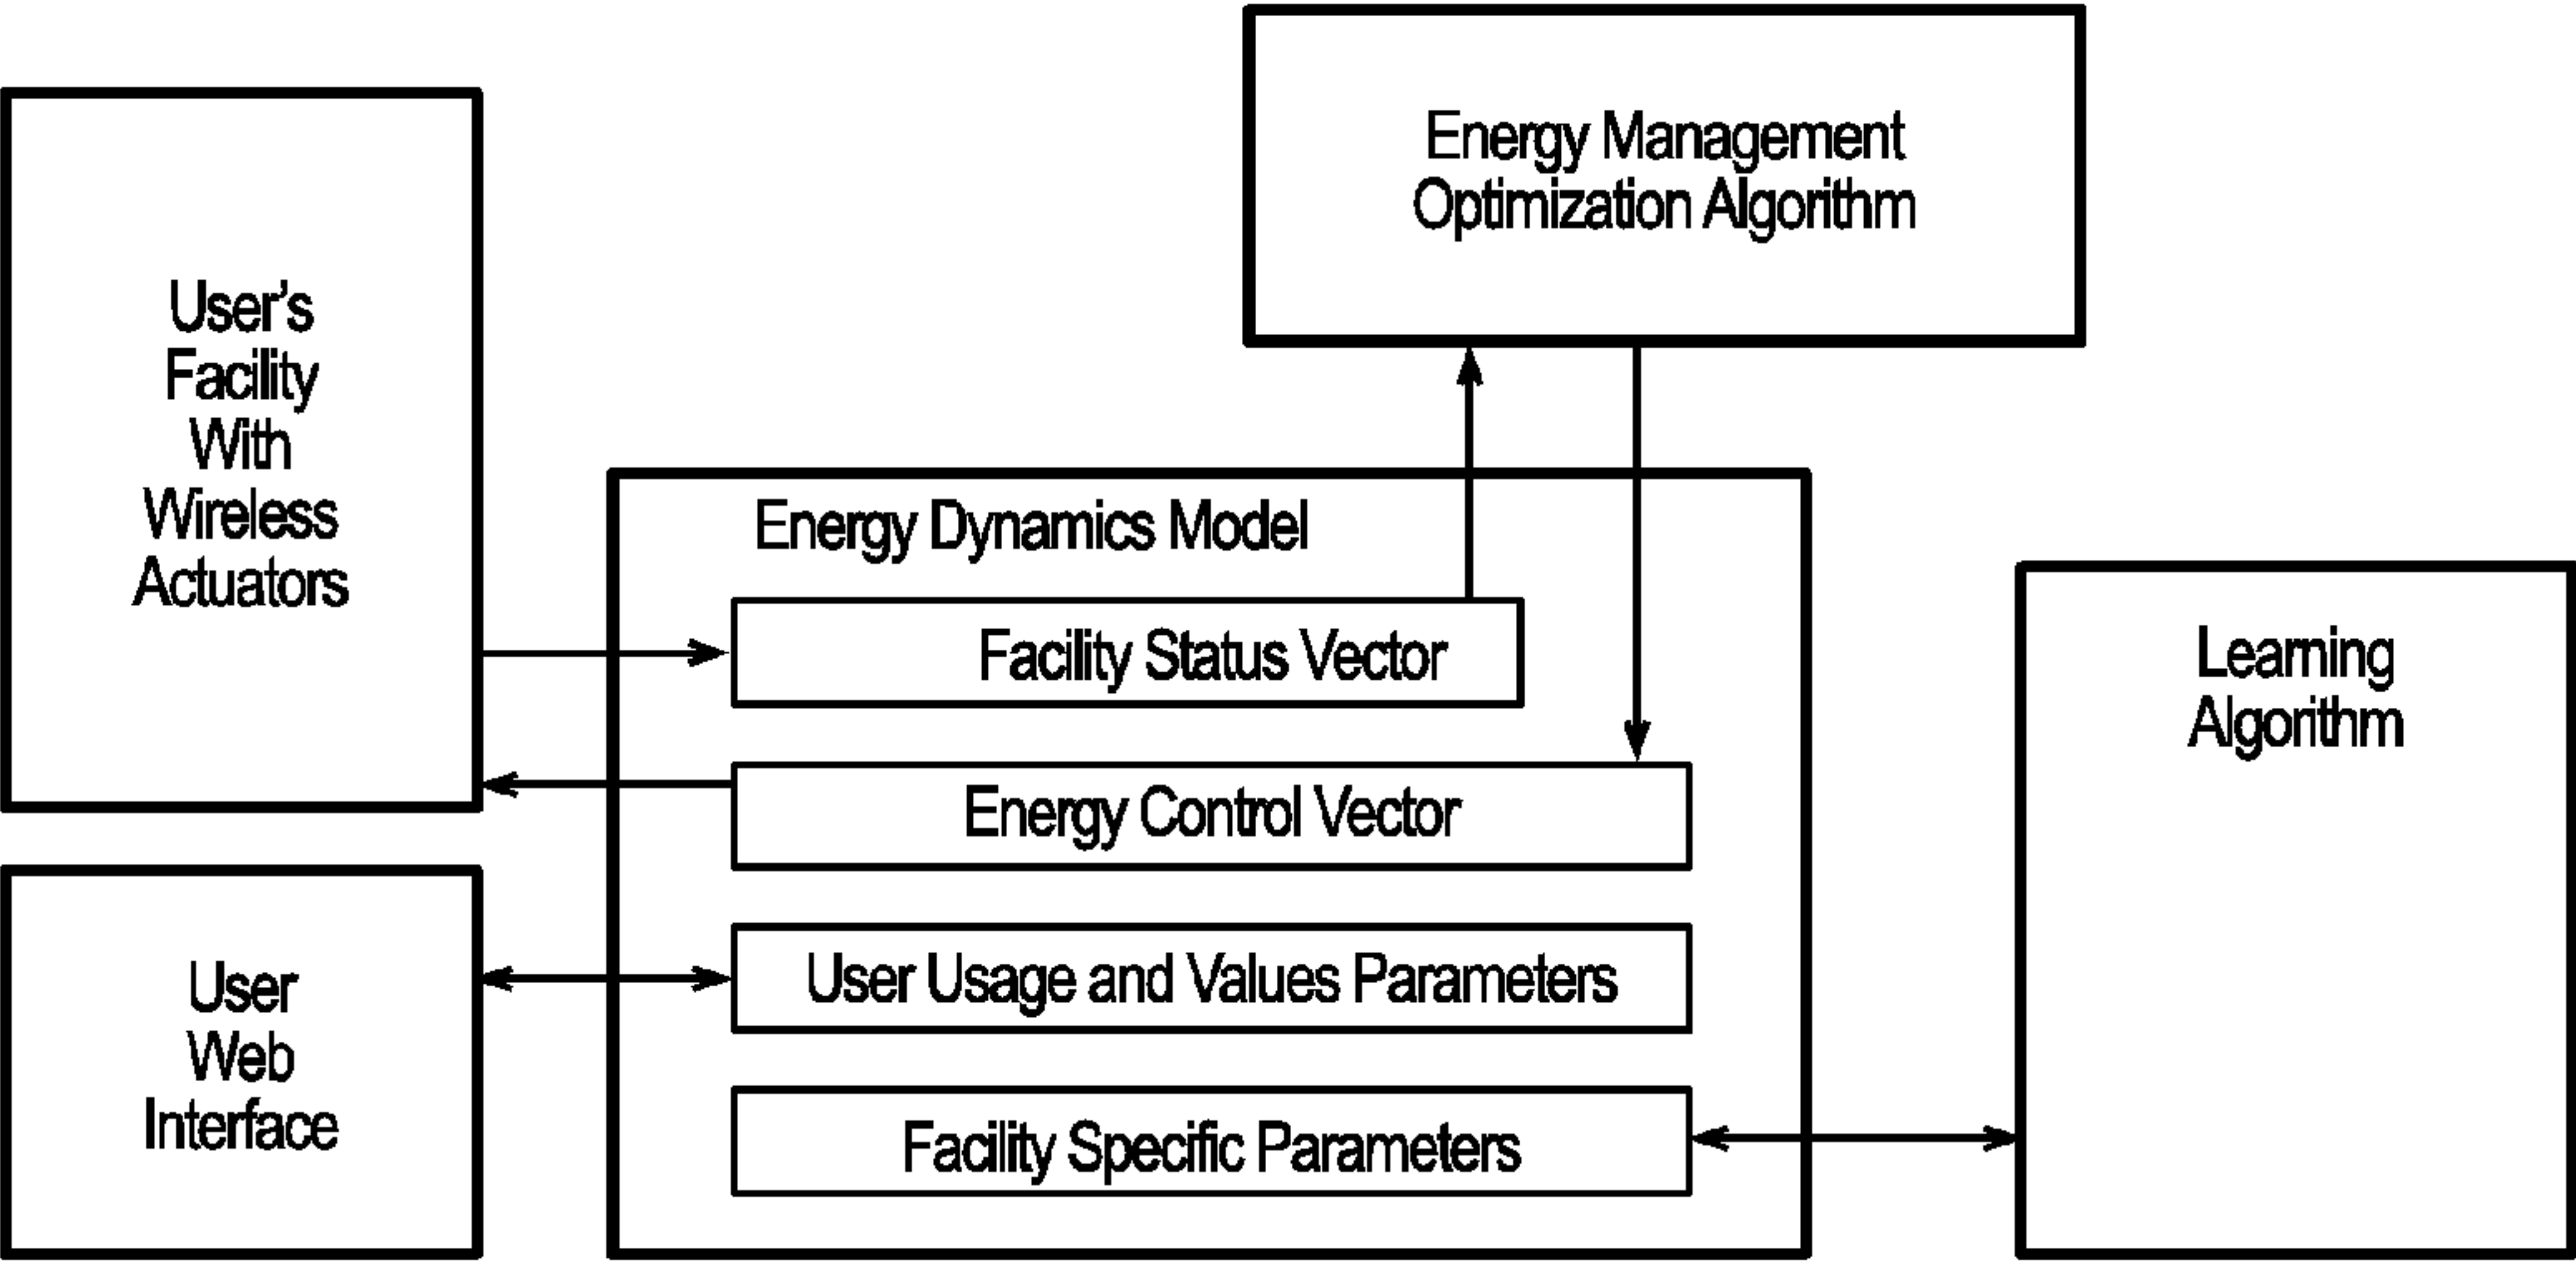 Energy Management
Optimization Algorithm
User's
Facility
With
Wireless
Actuators
Energy Dynamics Model
Facility Status Vector
Energy Control Vector
User Usage and Values Parameters
Facility Specific Parameters
User
Web
Interface
Learning
Algorithm